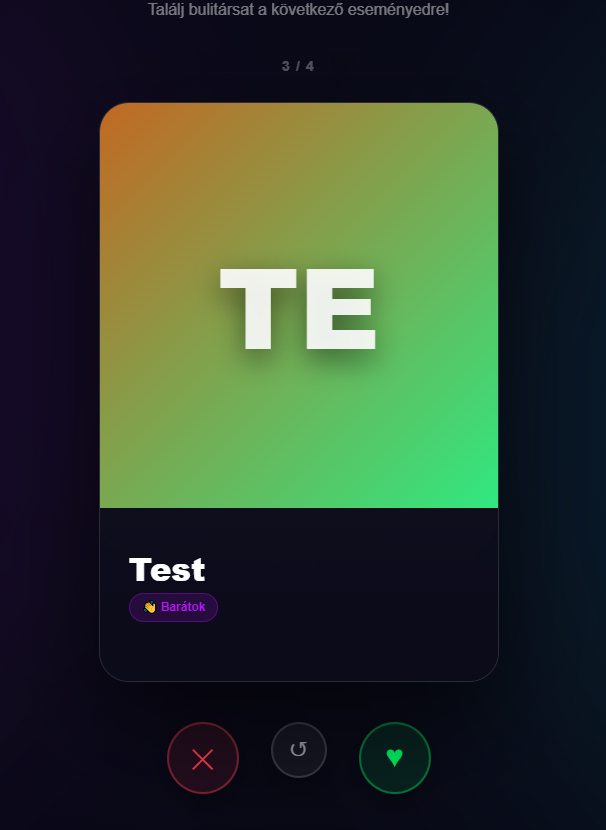 Találj bulitársat a következő eseményedre!
3 / 4
TE
Test
👋 Barátok